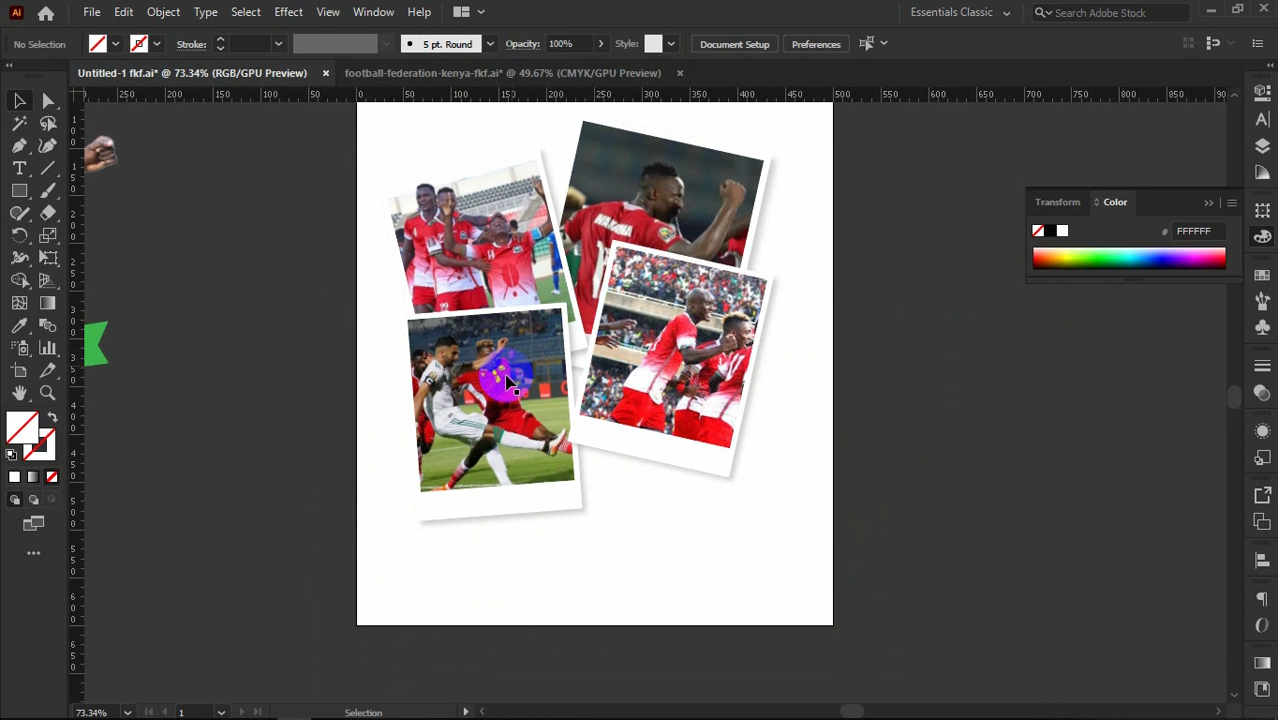 Ai File Edit Object Type Select Effect View Window Help Essentials Classic Search Adobe Stock
No Selection Stroke: 5 pt. Round Opacity: 100% Style: Document Setup Preferences
Untitled-1 fkf.ai* @ 73.34% (RGB/GPU Preview) × football-federation-kenya-fkf.ai* @ 49.67% (CMYK/GPU Preview) ×
250 200 150 100 50 0 50 100 150 200 250 300 350 400 450 500 550 600 650 700 750 800 850
Transform Color
# FFFFFF
73.34% 1 Selection